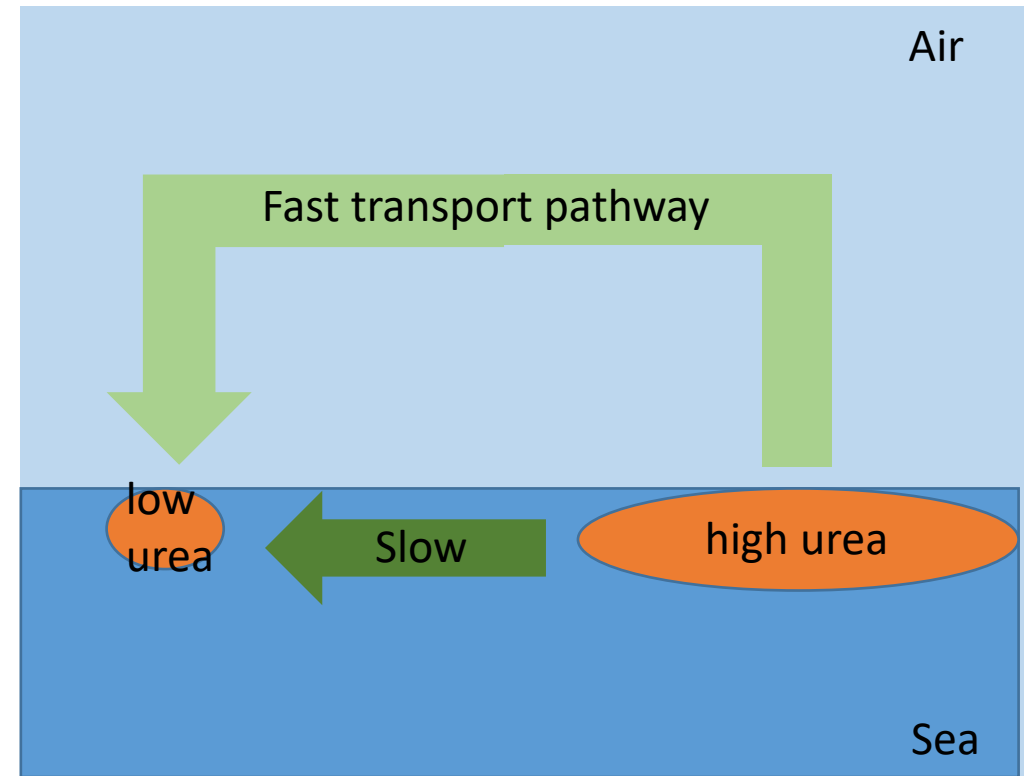 Air
Fast transport pathway
low
urea
Slow
high urea
Sea